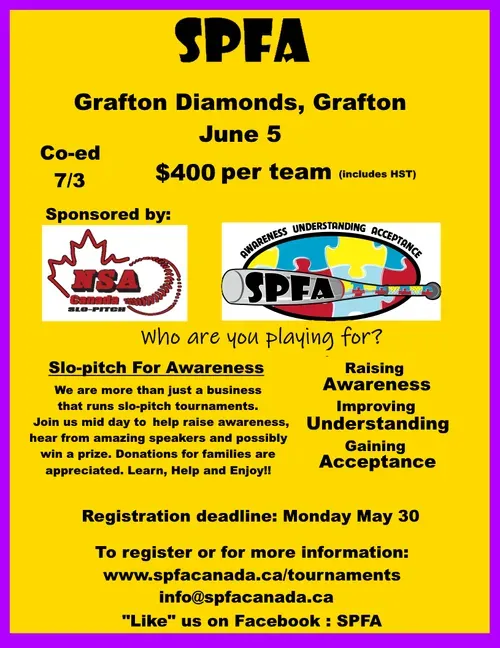 SPFA
Grafton Diamonds, Grafton
June 5
Co-ed
7/3
$400 per team (includes HST)
Sponsored by:
NSA
Canada
SLO-PITCH
AWARENESS UNDERSTANDING ACCEPTANCE
SPFA
Who are you playing for?
Slo-pitch For Awareness
We are more than just a business
that runs slo-pitch tournaments.
Join us mid day to help raise awareness,
hear from amazing speakers and possibly
win a prize. Donations for families are
appreciated. Learn, Help and Enjoy!!
Raising
Awareness
Improving
Understanding
Gaining
Acceptance
Registration deadline: Monday May 30
To register or for more information:
www.spfacanada.ca/tournaments
info@spfacanada.ca
"Like" us on Facebook : SPFA